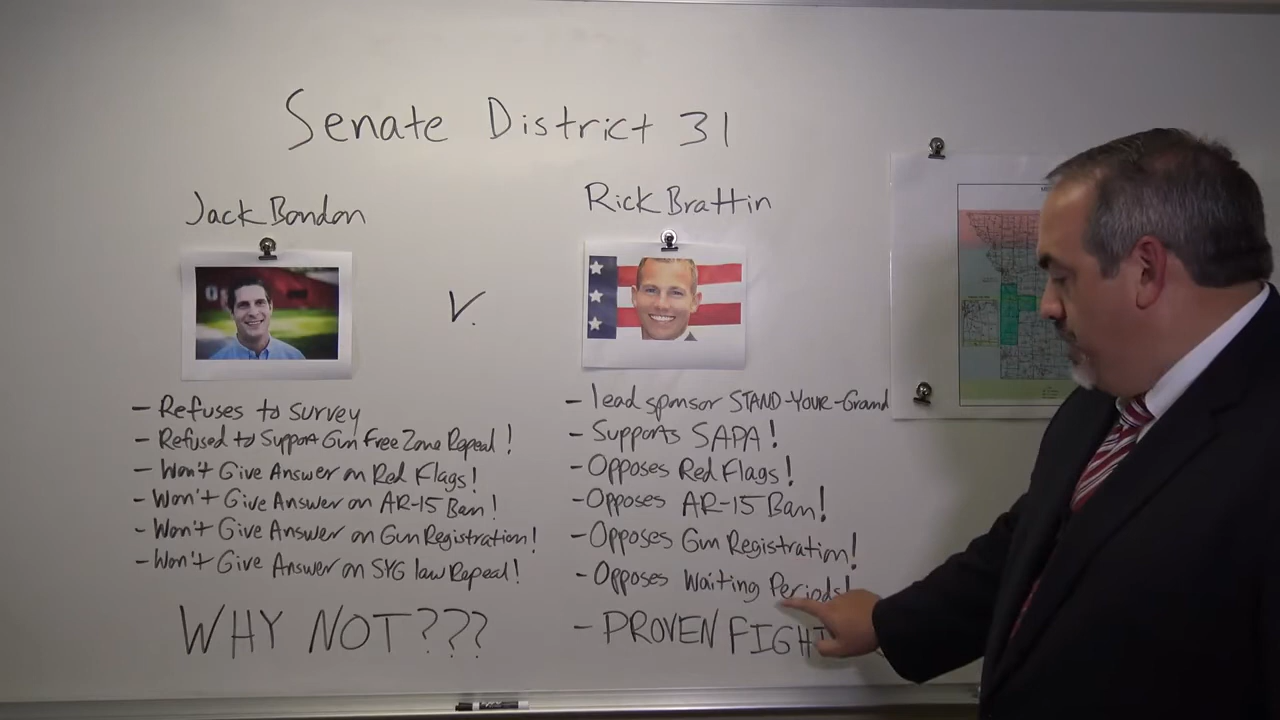 Senate District 31
Jack Bondon
v.
Rick Brattin
- Refuses to survey
- Refused to Support Gun Free Zone Repeal!
- Won't Give Answer on Red Flags!
- Won't Give Answer on AR-15 Ban!
- Won't Give Answer on Gun Registration!
- Won't Give Answer on SYG law Repeal!
WHY NOT???
- lead sponsor STAND-YOUR-Grand
- Supports SAPA!
- Opposes Red Flags!
- Opposes AR-15 Ban!
- Opposes Gun Registration!
- Opposes Waiting Periods!
- PROVEN FIGH